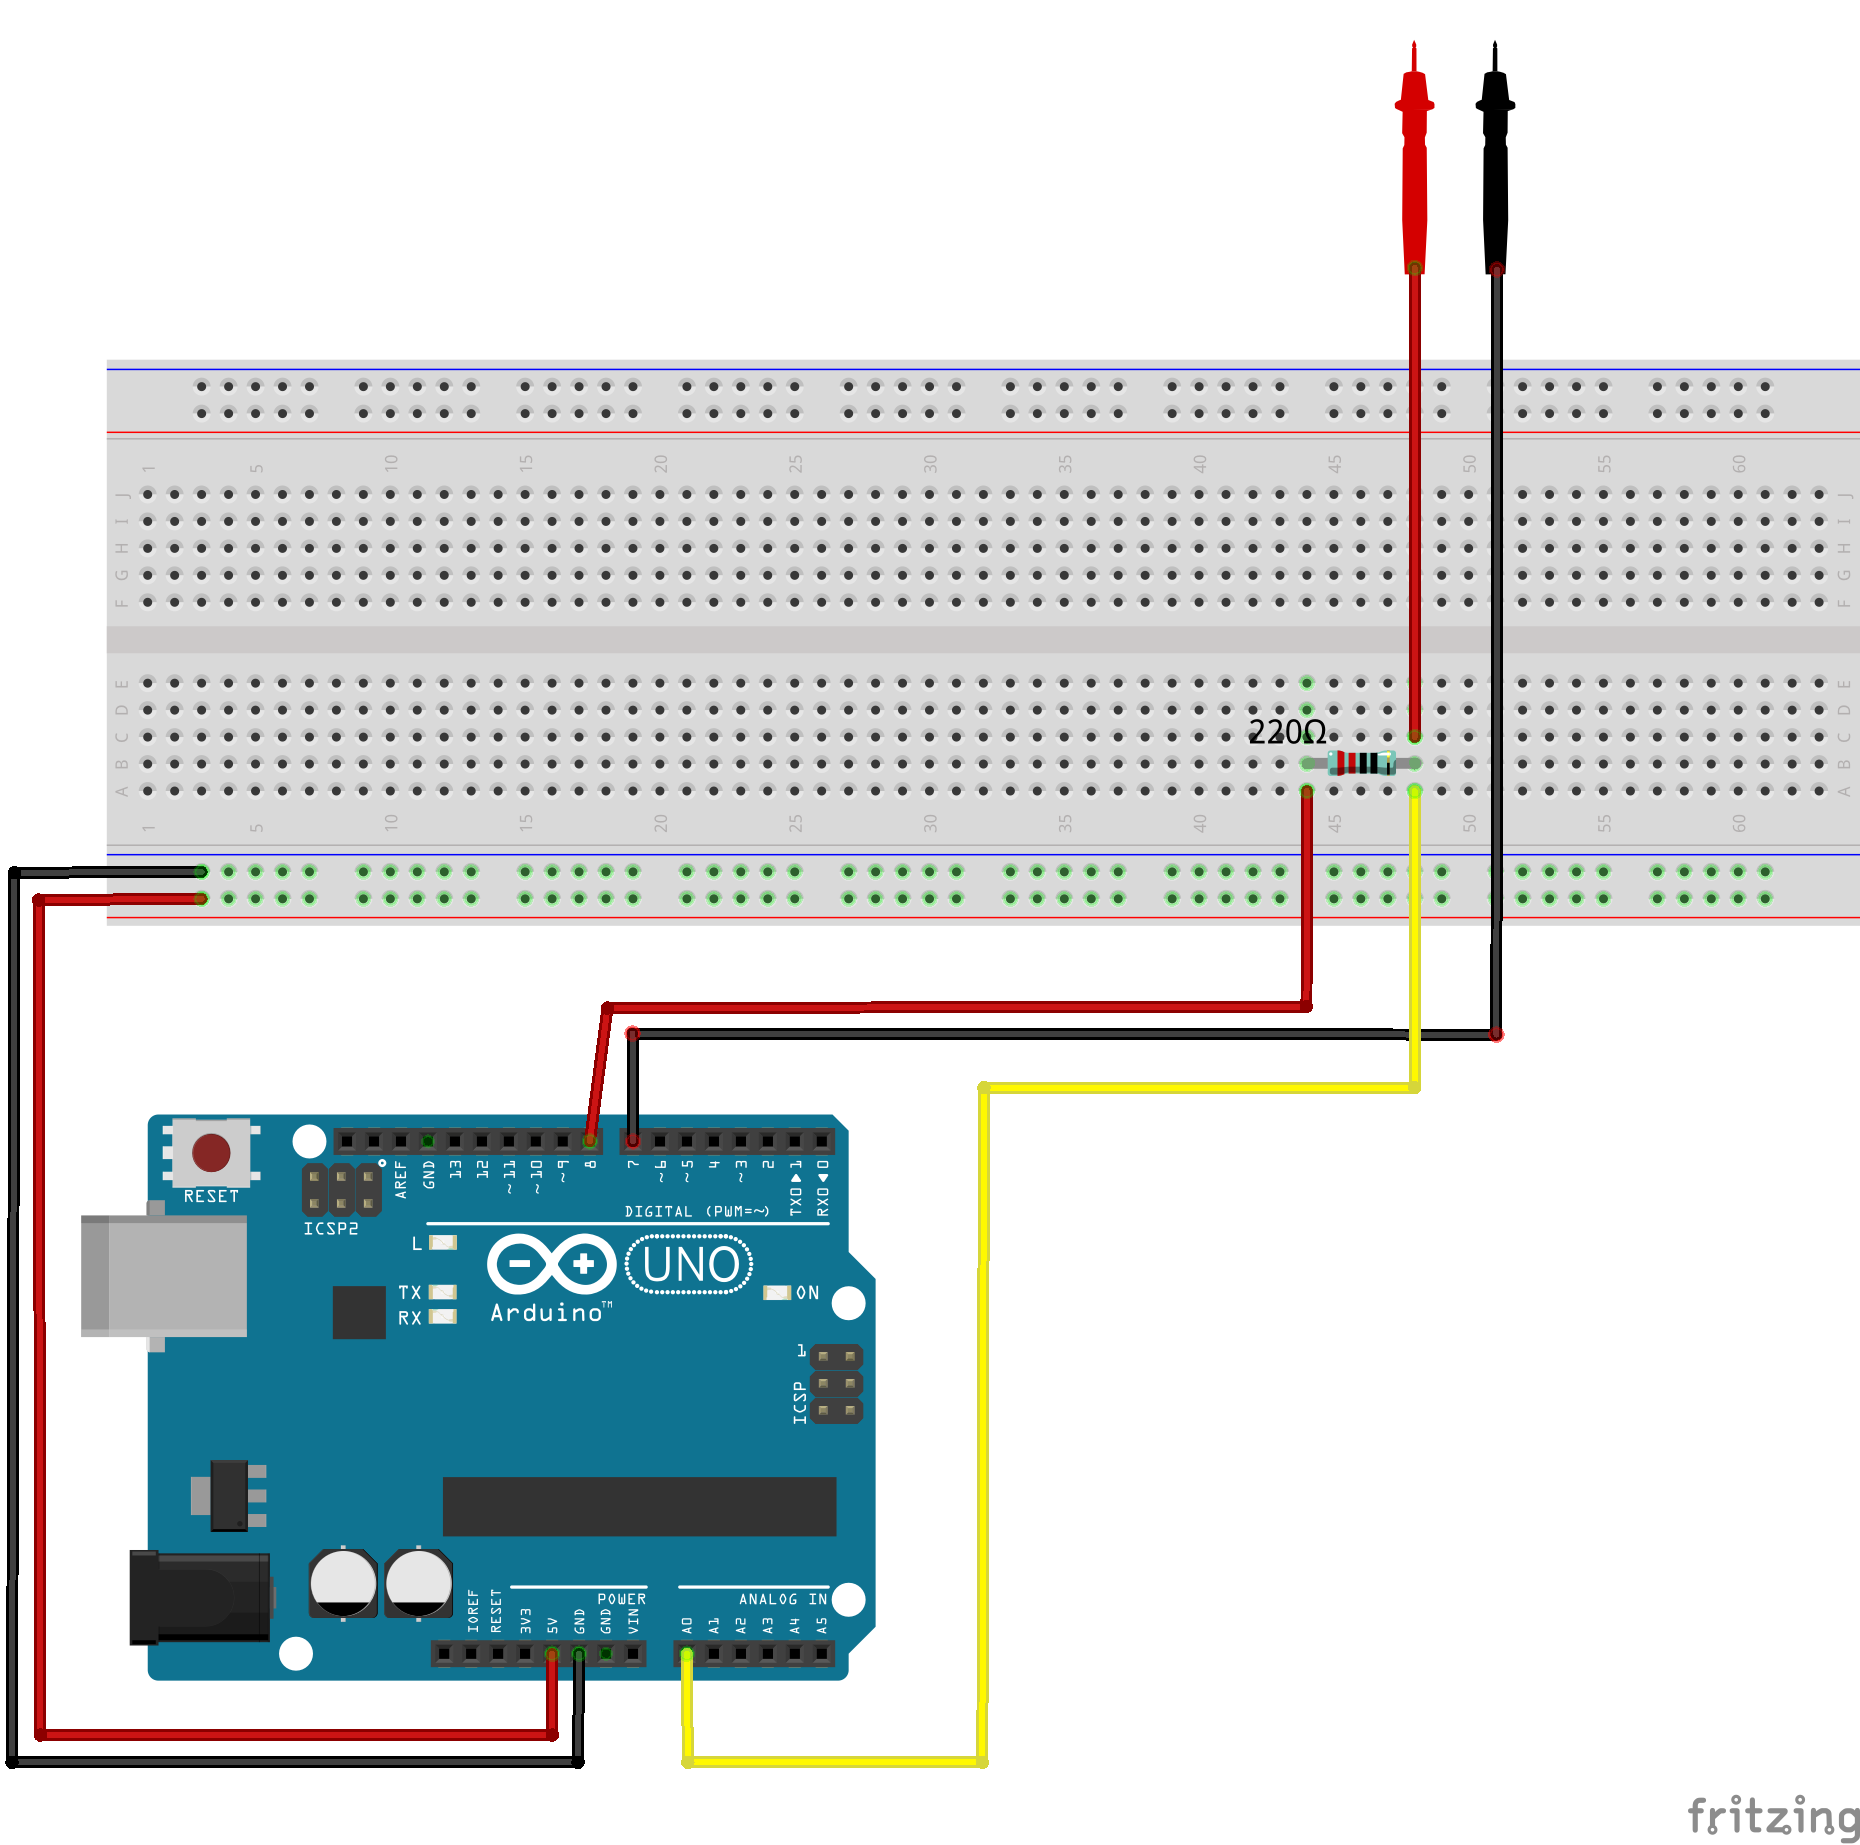 1 5 10 15 20 25 30 35 40 45 50 55 60
J J
I I
H H
G G
F F
E E
D D
220Ω
C C
B B
A A
1 5 10 15 20 25 30 35 40 45 50 55 60
RESET
ICSP2
AREF
GND
13
12
~11
~10
~9
8
7
~6
~5
4
~3
2
TX0▶1
RX0◀0
DIGITAL (PWM=~)
L
TX
RX
UNO
Arduino™
ON
1
ICSP
POWER
ANALOG IN
IOREF
RESET
3V3
5V
GND
GND
VIN
A0
A1
A2
A3
A4
A5
fritzing